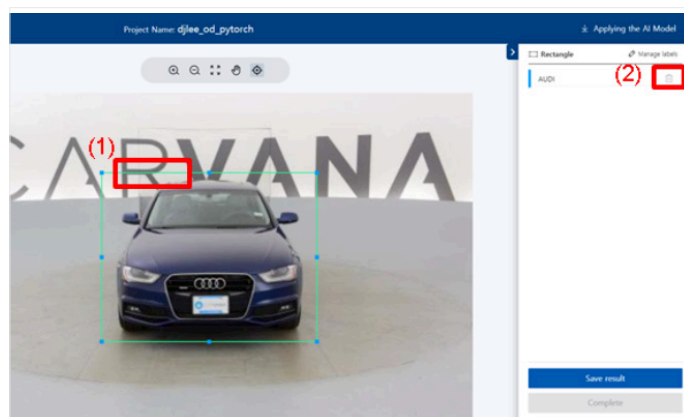 Project Name: djlee_od_pytorch
Applying the AI Model
Rectangle
Manage labels
AUDI
(2)
(1)
CARVANA
Save result
Complete